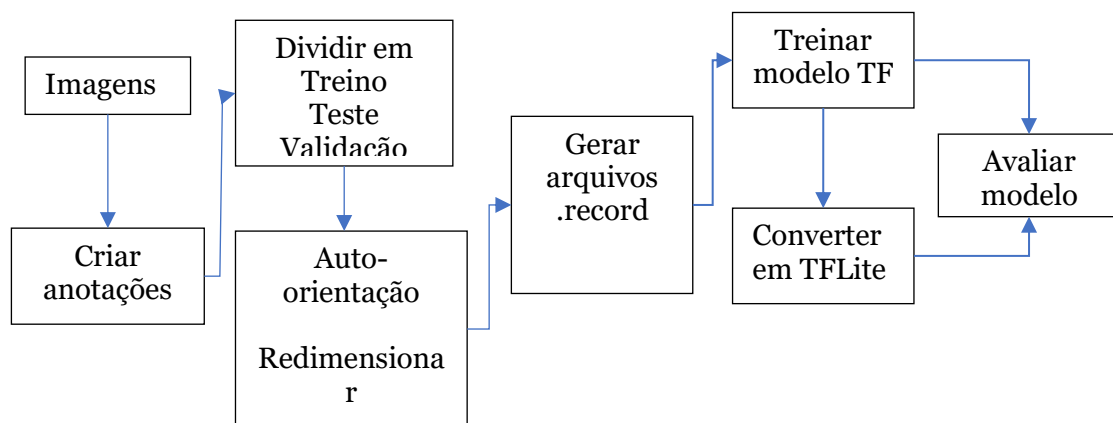 Imagens
Criar
anotações
Dividir em
Treino
Teste
Validação
Auto-
orientação
Redimensiona
r
Gerar
arquivos
.record
Treinar
modelo TF
Converter
em TFLite
Avaliar
modelo